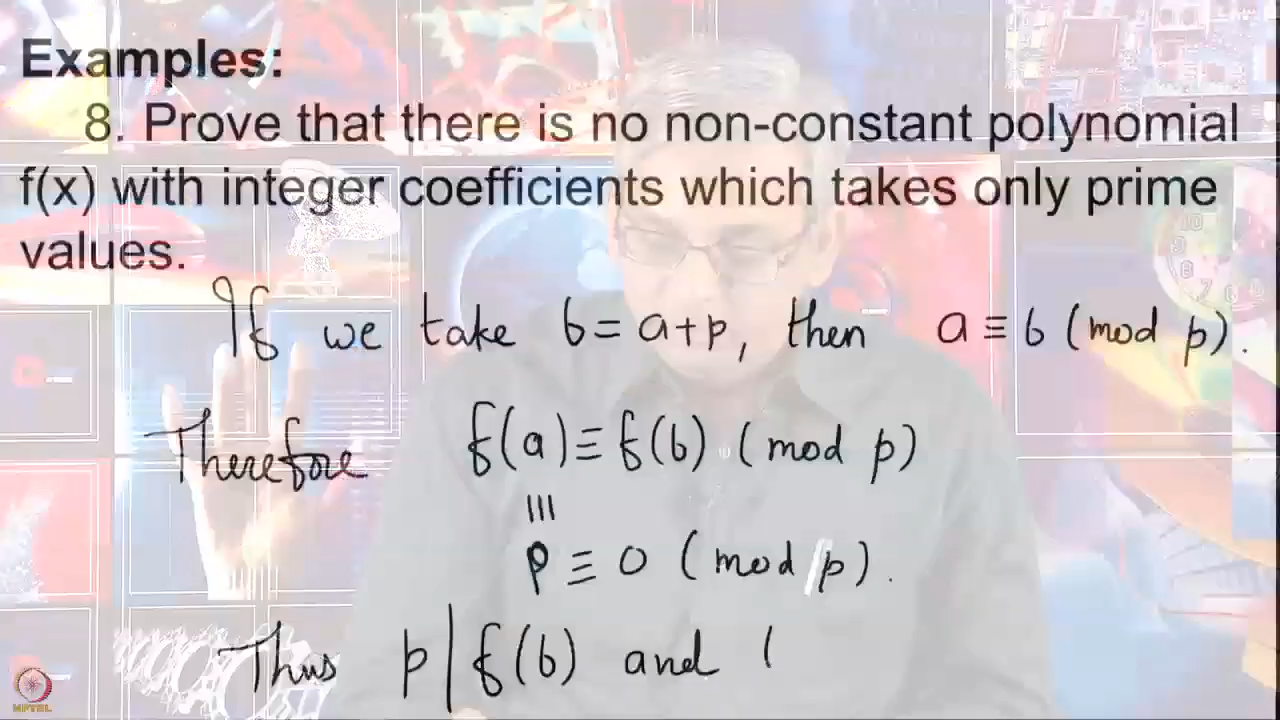 Examples:
8. Prove that there is no non-constant polynomial
f(x) with integer coefficients which takes only prime
values.
If we take b = a+p, then a ≡ b (mod p).
Therefore f(a) ≡ f(b) (mod p)
|||
p ≡ 0 (mod p).
Thus p | f(b) and (
NPTEL